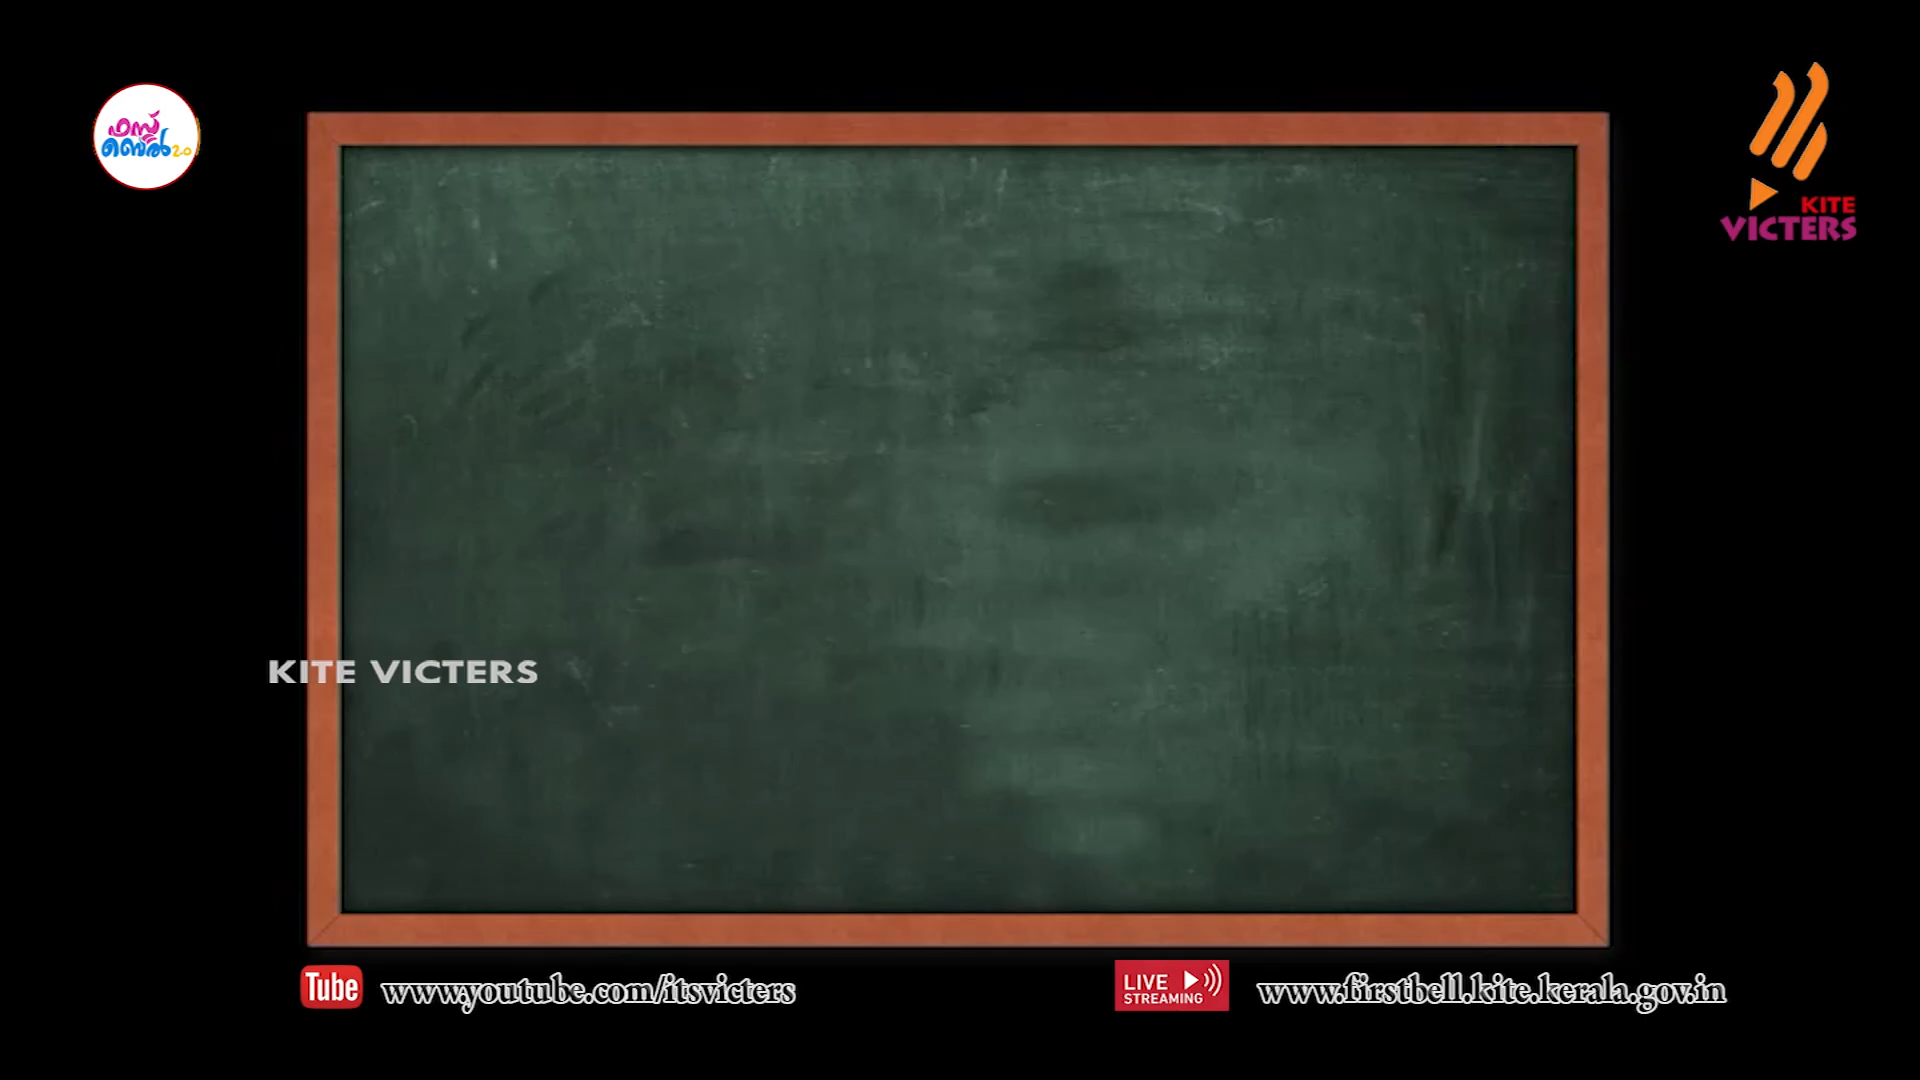 ഫസ്റ്റ്
ബെൽ 2.0
KITE
VICTERS
KITE VICTERS
Tube www.youtube.com/itsvicters
LIVE
STREAMING
www.firstbell.kite.kerala.gov.in